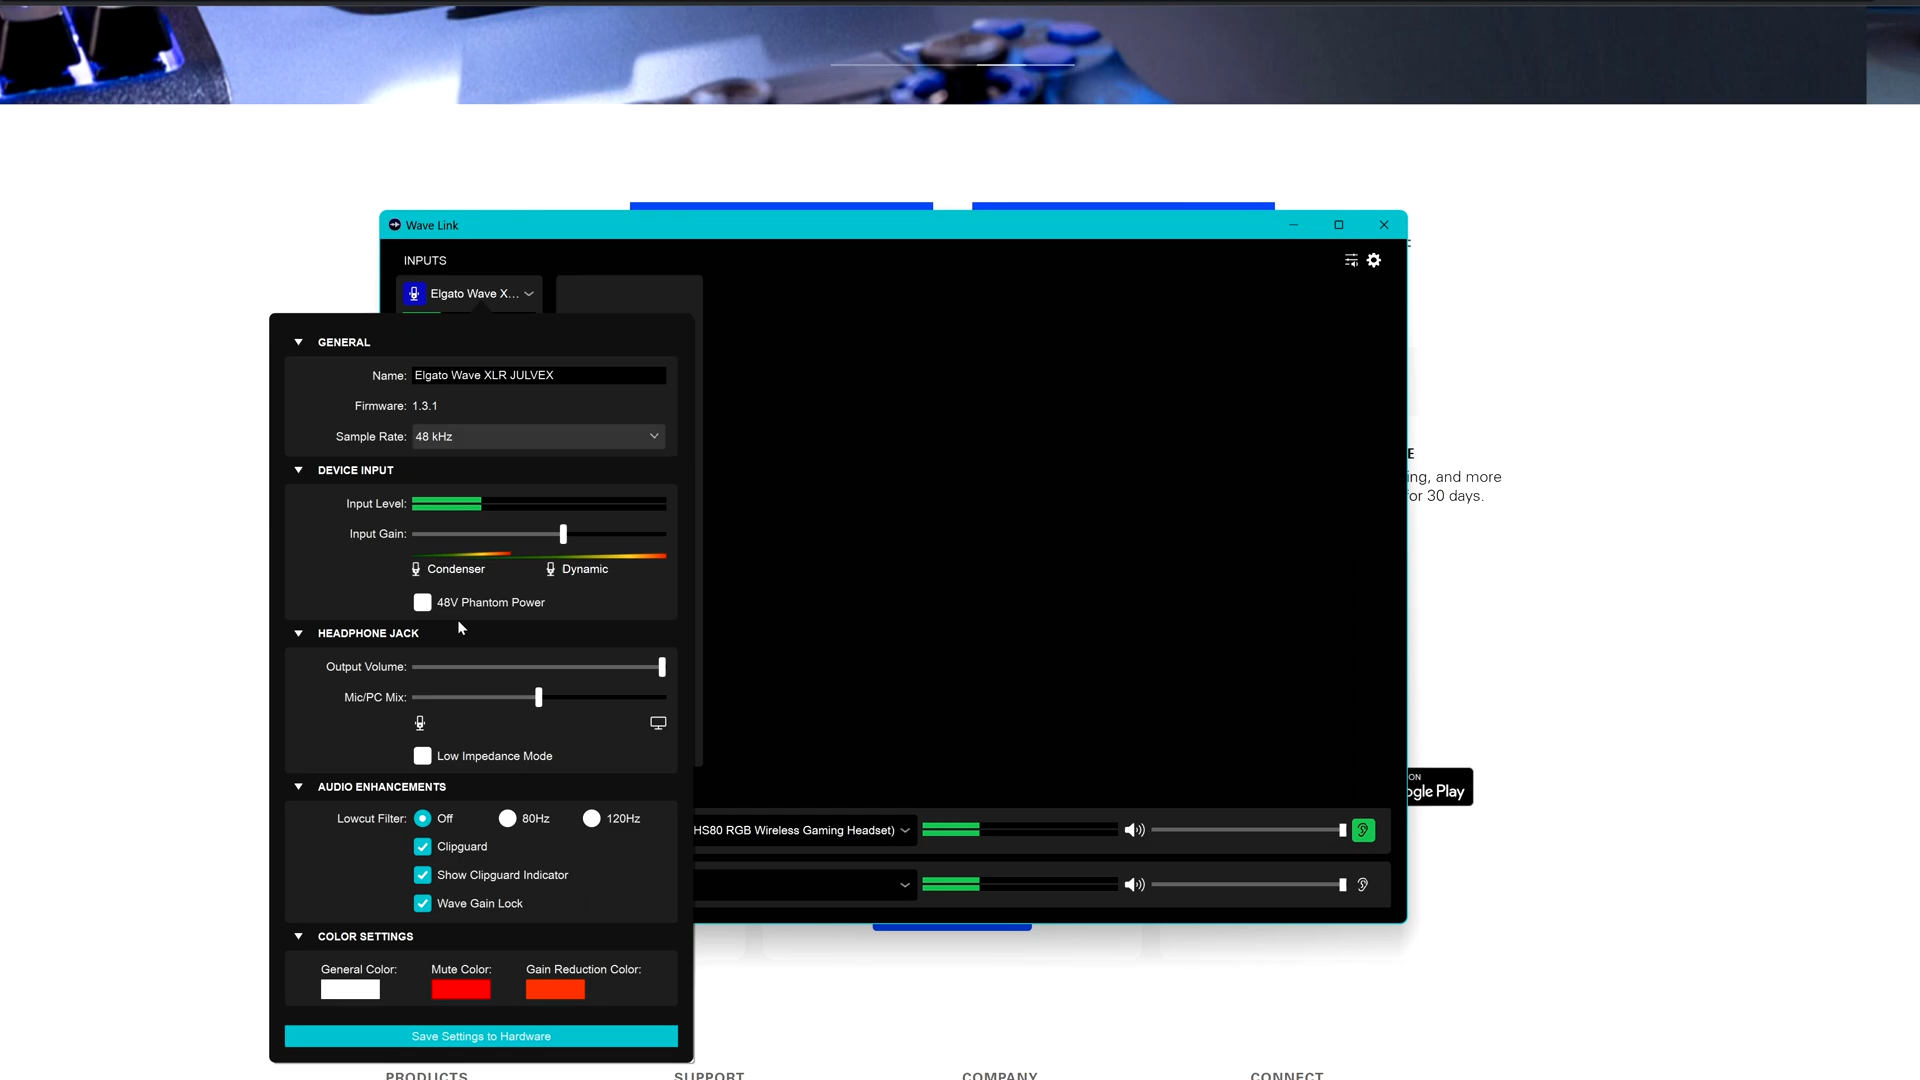 Wave Link
INPUTS
Elgato Wave X...
GENERAL
Name: Elgato Wave XLR JULVEX
Firmware: 1.3.1
Sample Rate: 48 kHz
DEVICE INPUT
Input Level:
Input Gain:
Condenser Dynamic
48V Phantom Power
HEADPHONE JACK
Output Volume:
Mic/PC Mix:
Low Impedance Mode
AUDIO ENHANCEMENTS
Lowcut Filter: Off 80Hz 120Hz
Clipguard
Show Clipguard Indicator
Wave Gain Lock
COLOR SETTINGS
General Color: Mute Color: Gain Reduction Color:
Save Settings to Hardware
HS80 RGB Wireless Gaming Headset)
E
ing, and more
for 30 days.
ON
ogle Play
PRODUCTS SUPPORT COMPANY CONNECT